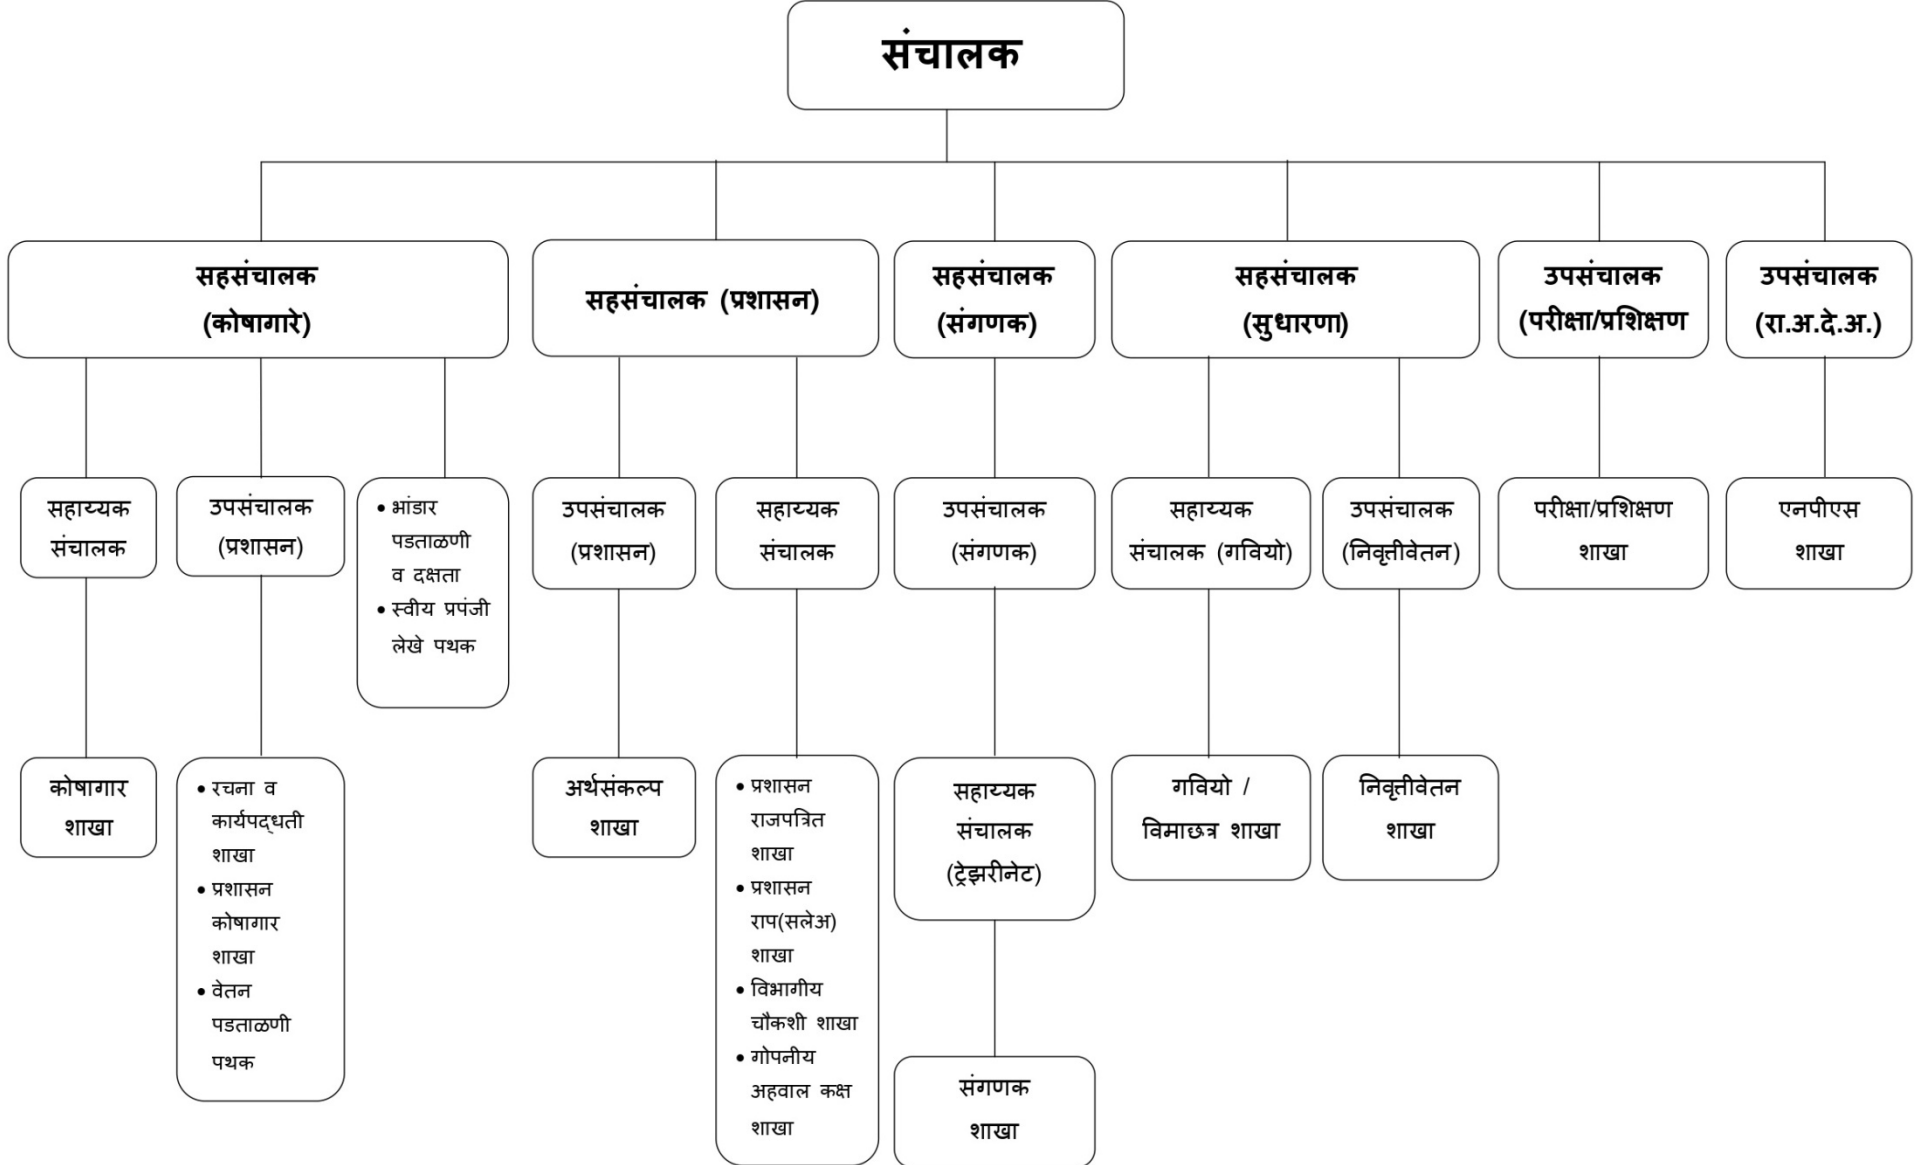 संचालक
सहसंचालक
(कोषागारे)
सहसंचालक (प्रशासन)
सहसंचालक
(संगणक)
सहसंचालक
(सुधारणा)
उपसंचालक
(परीक्षा/प्रशिक्षण
उपसंचालक
(रा.अ.दे.अ.)
सहाय्यक
संचालक
उपसंचालक
(प्रशासन)
• भांडार
पडताळणी
व दक्षता
• स्वीय प्रपंजी
लेखे पथक
उपसंचालक
(प्रशासन)
सहाय्यक
संचालक
उपसंचालक
(संगणक)
सहाय्यक
संचालक (गवियो)
उपसंचालक
(निवृत्तीवेतन)
परीक्षा/प्रशिक्षण
शाखा
एनपीएस
शाखा
कोषागार
शाखा
• रचना व
कार्यपद्धती
शाखा
• प्रशासन
कोषागार
शाखा
• वेतन
पडताळणी
पथक
अर्थसंकल्प
शाखा
• प्रशासन
राजपत्रित
शाखा
• प्रशासन
राप(सलेअ)
शाखा
• विभागीय
चौकशी शाखा
• गोपनीय
अहवाल कक्ष
शाखा
सहाय्यक
संचालक
(ट्रेझरीनेट)
गवियो /
विमाछत्र शाखा
निवृत्तीवेतन
शाखा
संगणक
शाखा